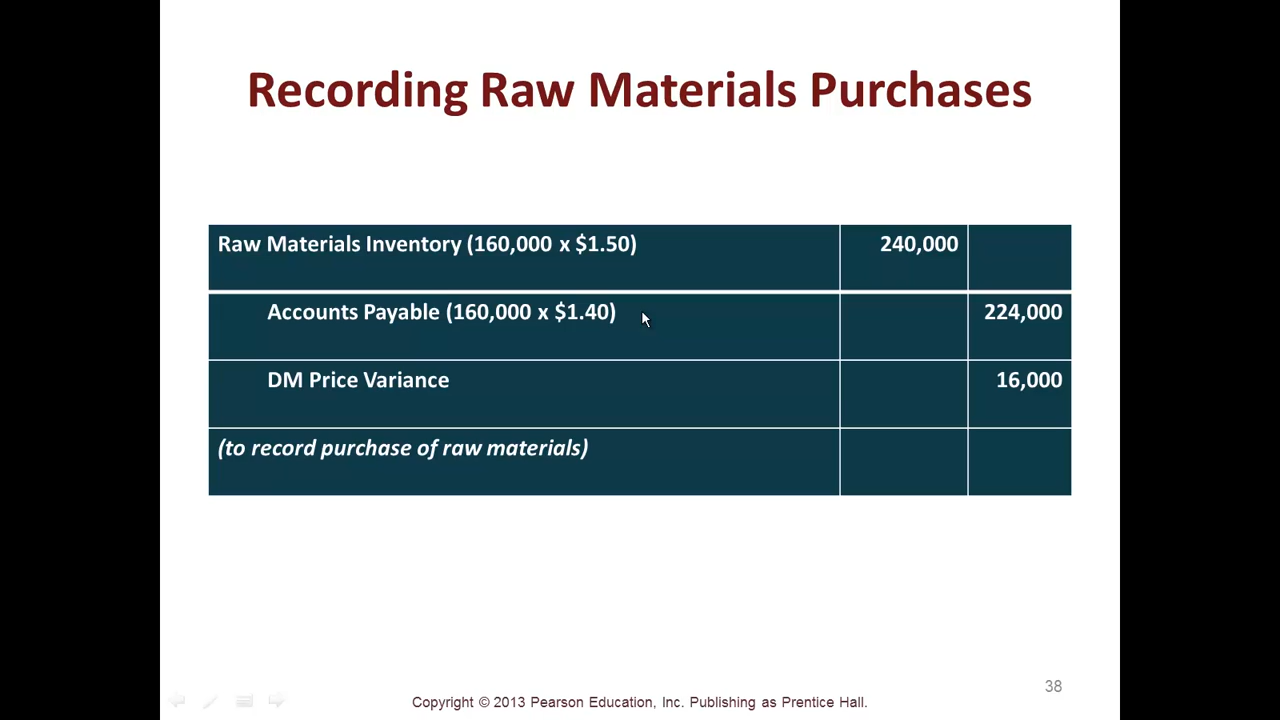 Recording Raw Materials Purchases
Raw Materials Inventory (160,000 x $1.50) 240,000
Accounts Payable (160,000 x $1.40) 224,000
DM Price Variance 16,000
(to record purchase of raw materials)
38
Copyright © 2013 Pearson Education, Inc. Publishing as Prentice Hall.